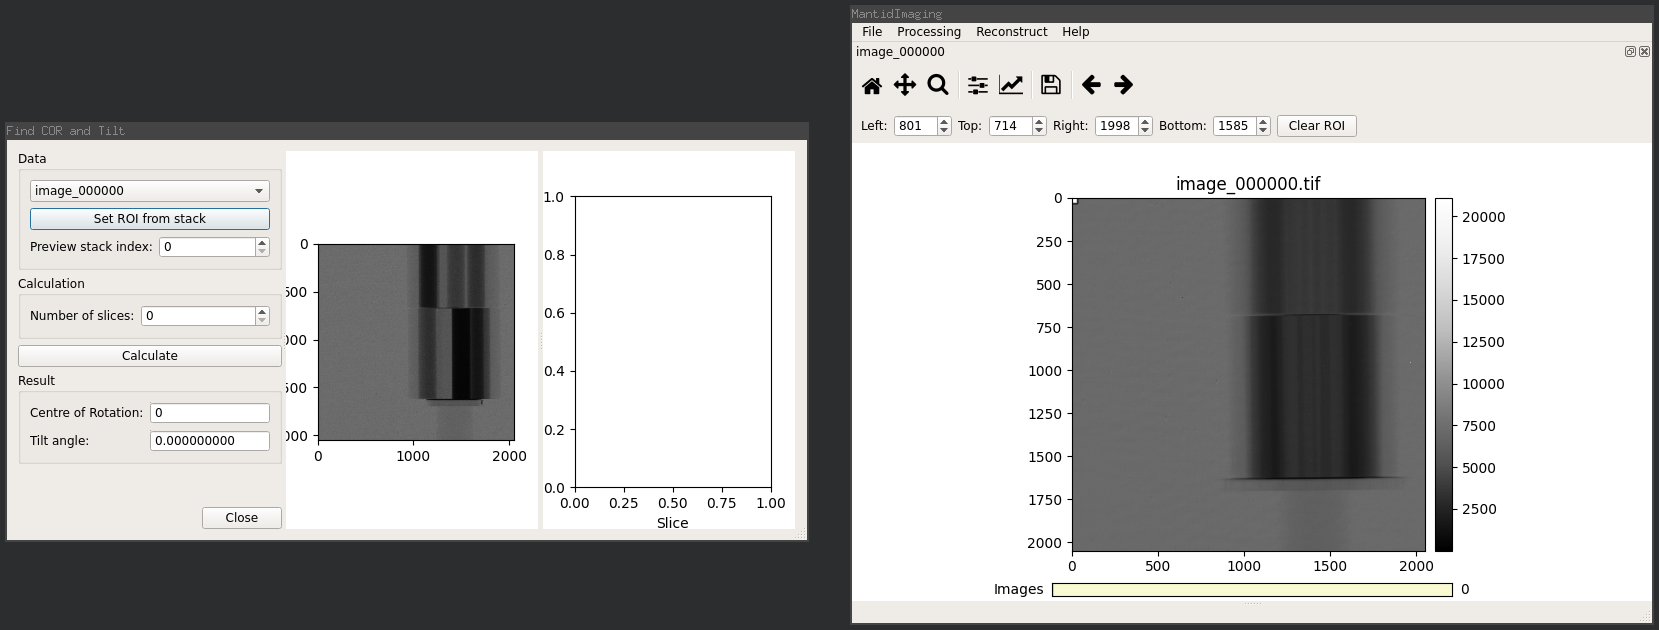 Find COR and Tilt
Data
image_000000
Set ROI from stack
Preview stack index: 0
Calculation
Number of slices: 0
Calculate
Result
Centre of Rotation: 0
Tilt angle: 0.000000000
Close
0
500
000
500
000
0 1000 2000
1.0
0.8
0.6
0.4
0.2
0.0
0.00 0.25 0.50 0.75 1.00
Slice
MantidImaging
File Processing Reconstruct Help
image_000000
Left: 801 Top: 714 Right: 1998 Bottom: 1585 Clear ROI
image_000000.tif
0
250
500
750
1000
1250
1500
1750
2000
0 500 1000 1500 2000
20000
17500
15000
12500
10000
7500
5000
2500
Images 0